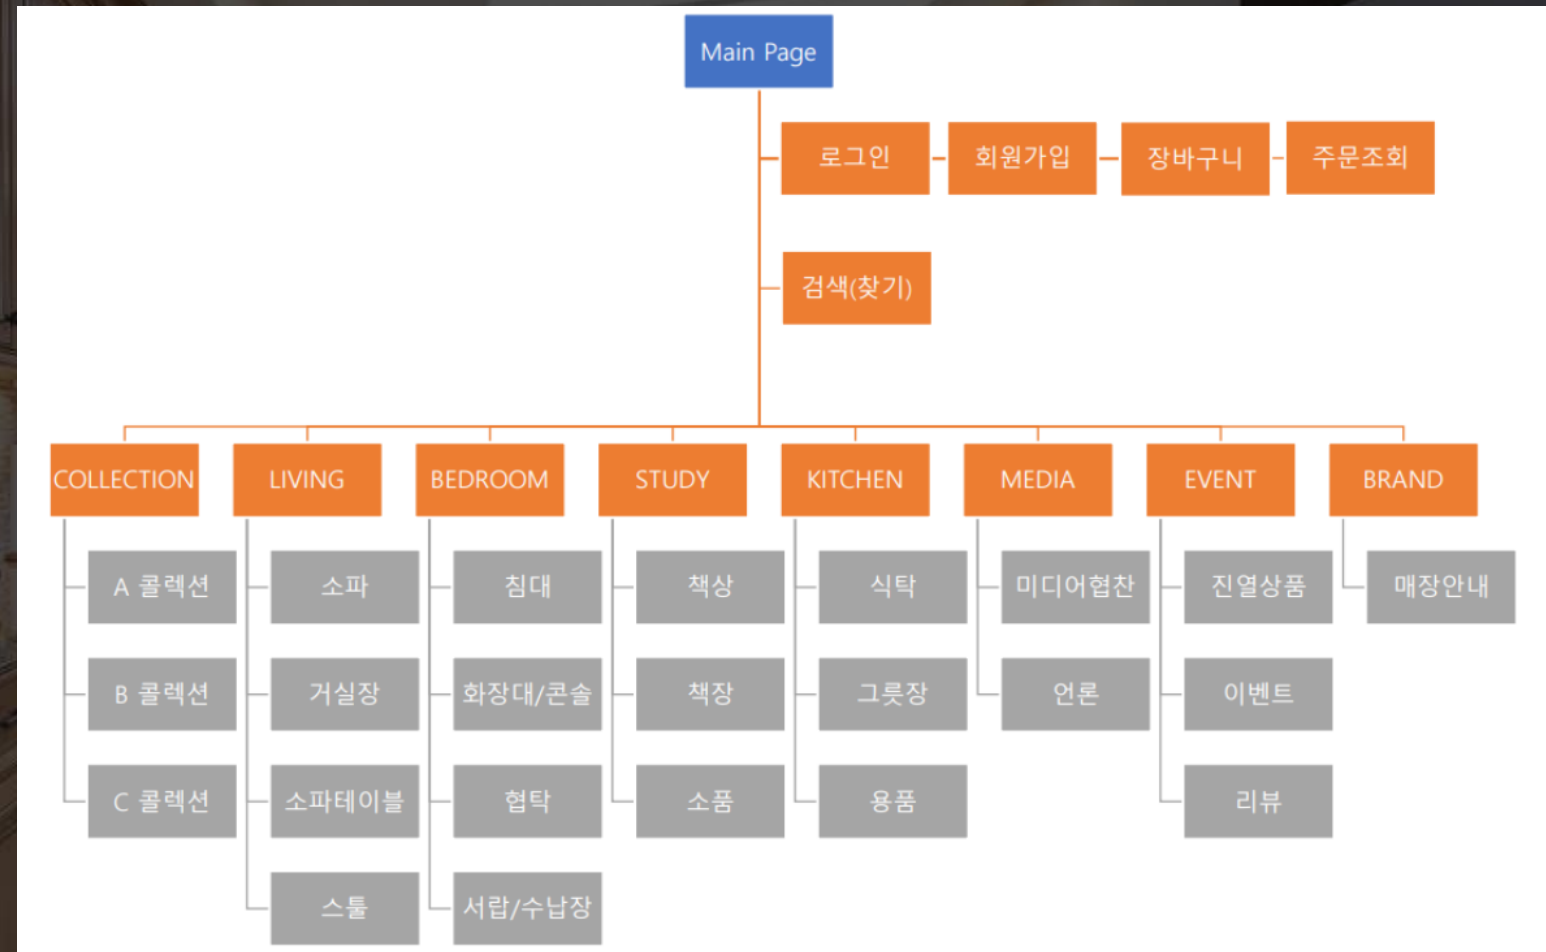 Main Page
로그인
회원가입
장바구니
주문조회
검색(찾기)
COLLECTION
LIVING
BEDROOM
STUDY
KITCHEN
MEDIA
EVENT
BRAND
A 콜렉션
소파
침대
책상
식탁
미디어협찬
진열상품
매장안내
B 콜렉션
거실장
화장대/콘솔
책장
그릇장
언론
이벤트
C 콜렉션
소파테이블
협탁
소품
용품
리뷰
스툴
서랍/수납장